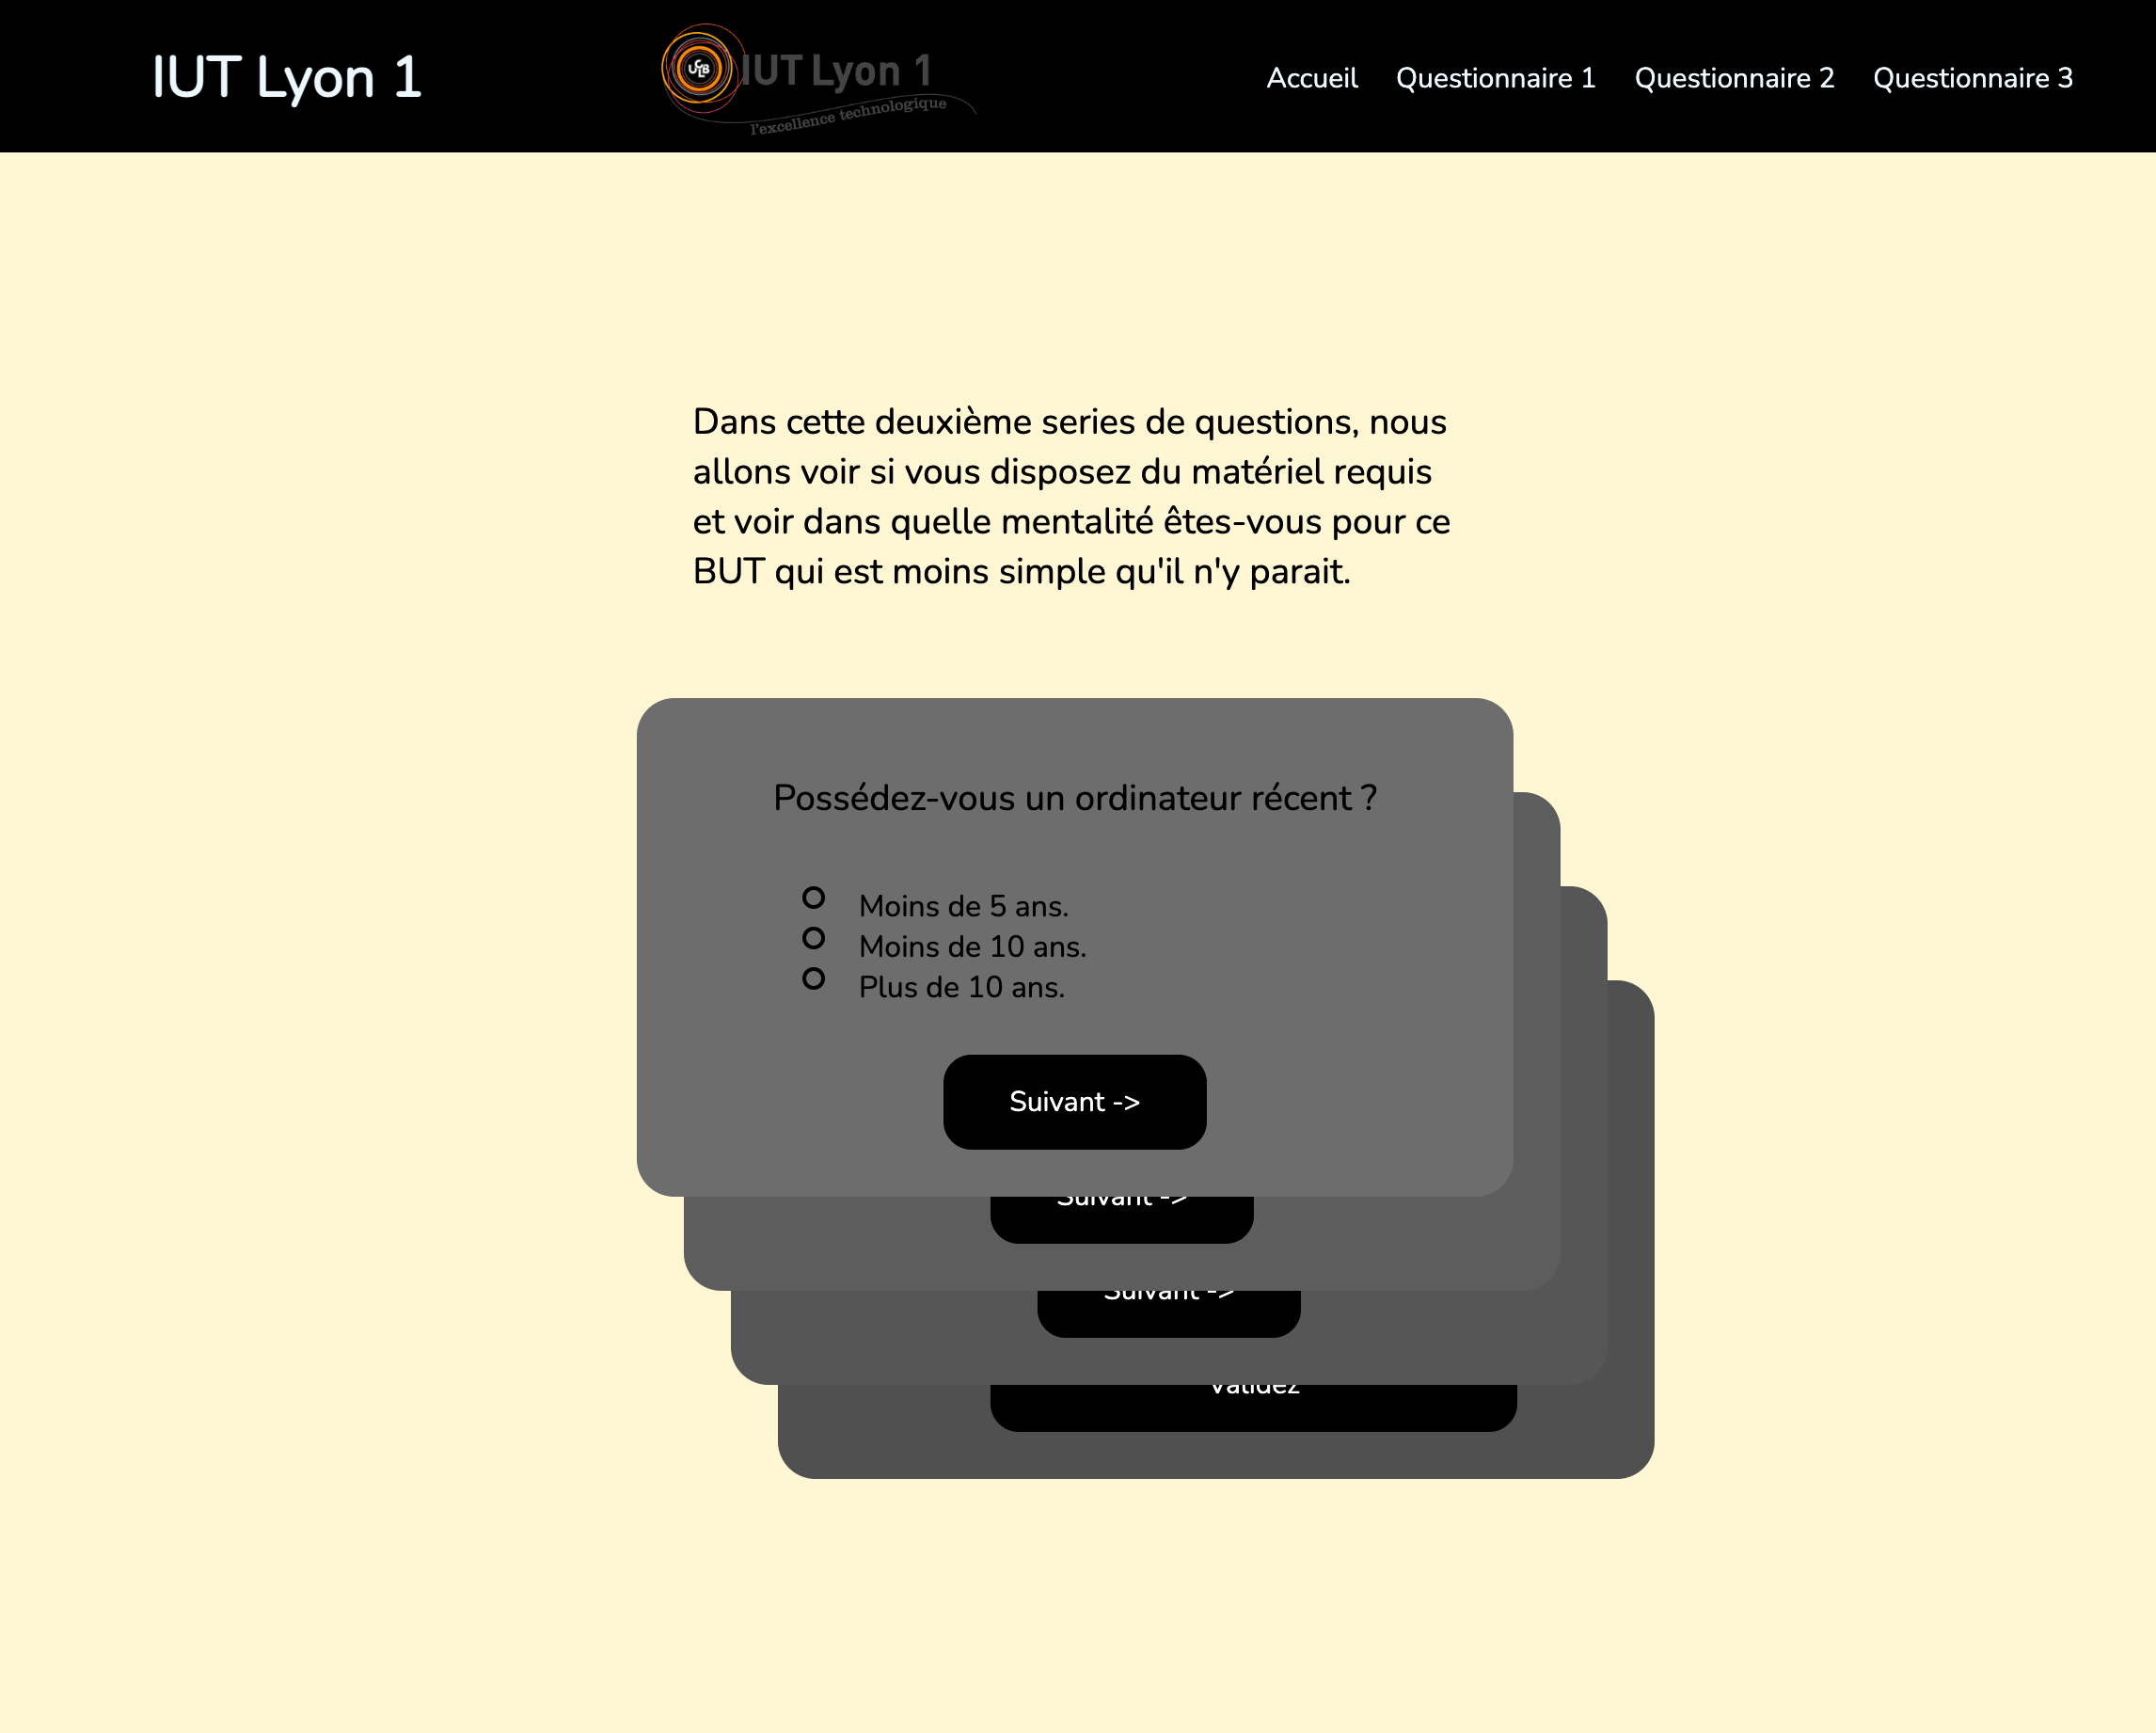 IUT Lyon 1
UCLB
IUT Lyon 1
l'excellence technologique
Accueil
Questionnaire 1
Questionnaire 2
Questionnaire 3
Dans cette deuxième series de questions, nous
allons voir si vous disposez du matériel requis
et voir dans quelle mentalité êtes-vous pour ce
BUT qui est moins simple qu'il n'y parait.
Possédez-vous un ordinateur récent ?
Moins de 5 ans.
Moins de 10 ans.
Plus de 10 ans.
Suivant ->
Suivant ->
Suivant ->
Validez